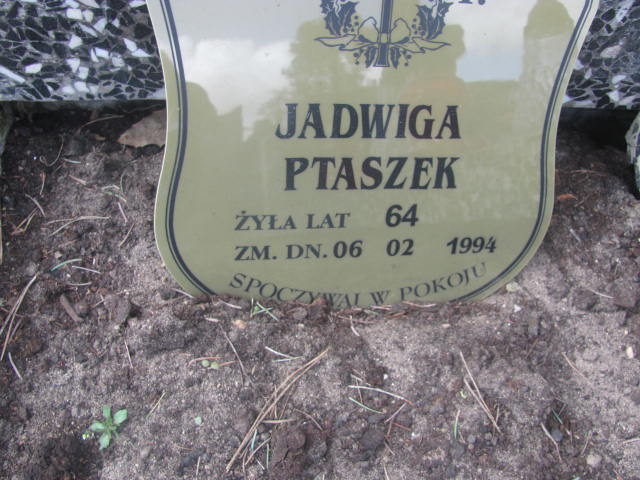 JADWIGA
PTASZEK
ŻYŁA LAT 64
ZM. DN. 06 02 1994
SPOCZYWAJ W POKOJU